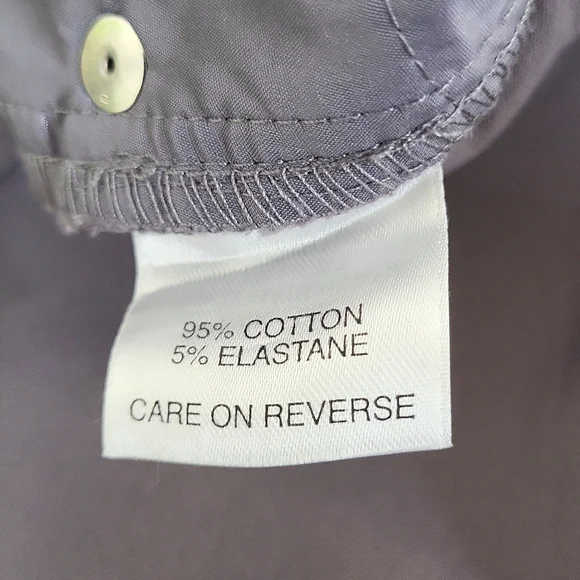 95% COTTON
5% ELASTANE
CARE ON REVERSE